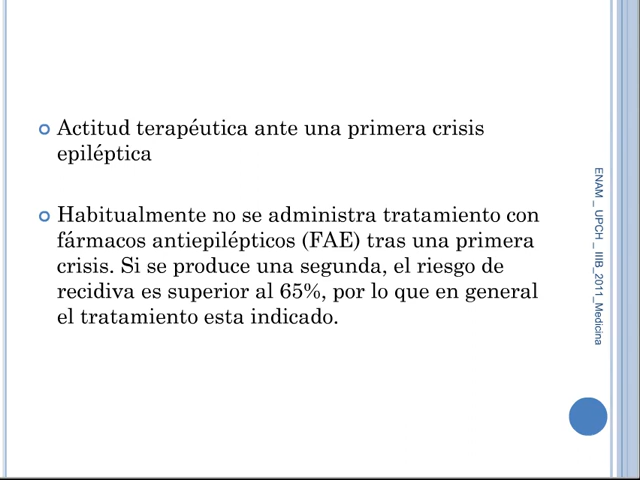 Actitud terapéutica ante una primera crisis
epiléptica
Habitualmente no se administra tratamiento con
fármacos antiepilépticos (FAE) tras una primera
crisis. Si se produce una segunda, el riesgo de
recidiva es superior al 65%, por lo que en general
el tratamiento esta indicado.
ENAM _ UPCH _ IIIB_2011_Medicina